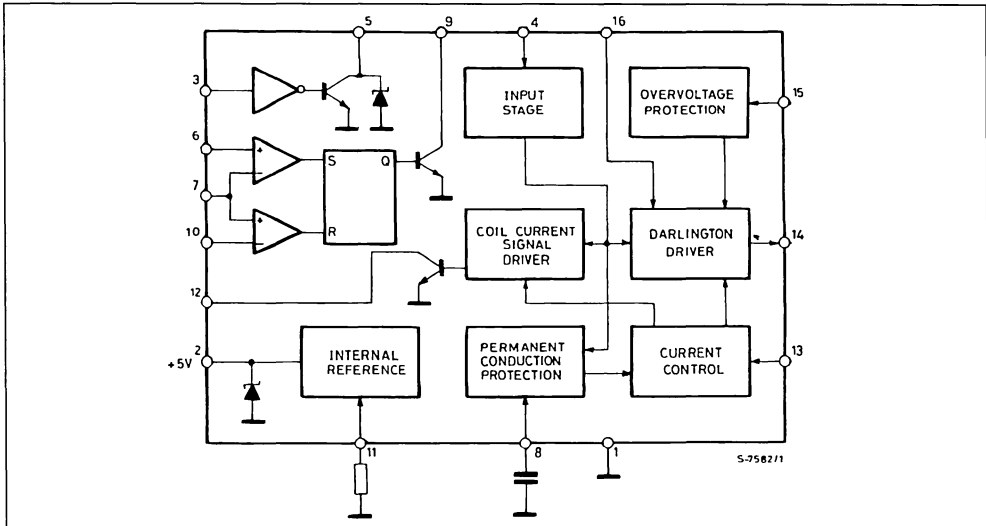 5
9
4
16
3
INPUT
STAGE
OVERVOLTAGE
PROTECTION
15
6
+
-
S
Q
7
+
-
R
10
COIL CURRENT
SIGNAL
DRIVER
DARLINGTON
DRIVER
14
12
2
+5V
INTERNAL
REFERENCE
PERMANENT
CONDUCTION
PROTECTION
CURRENT
CONTROL
13
11
8
1
S-7582/1